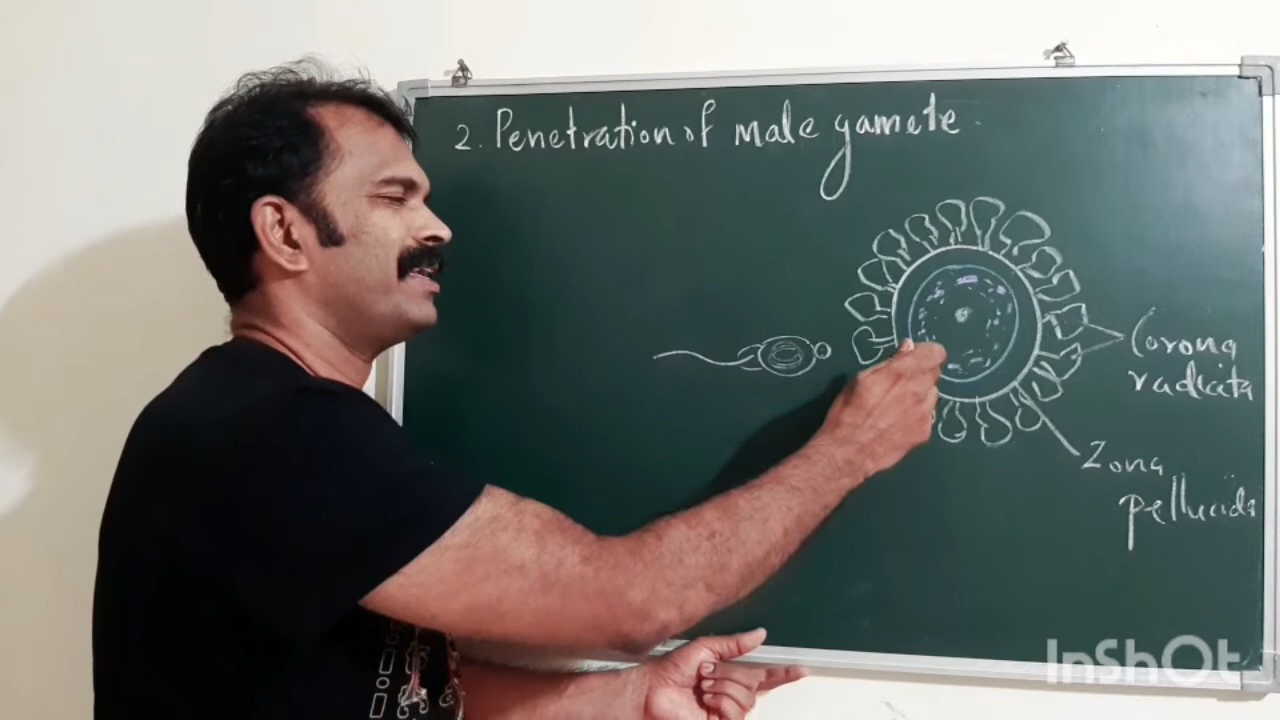 2. Penetration of male gamete.
Corona
radiata
Zona
pellucida
InShOt